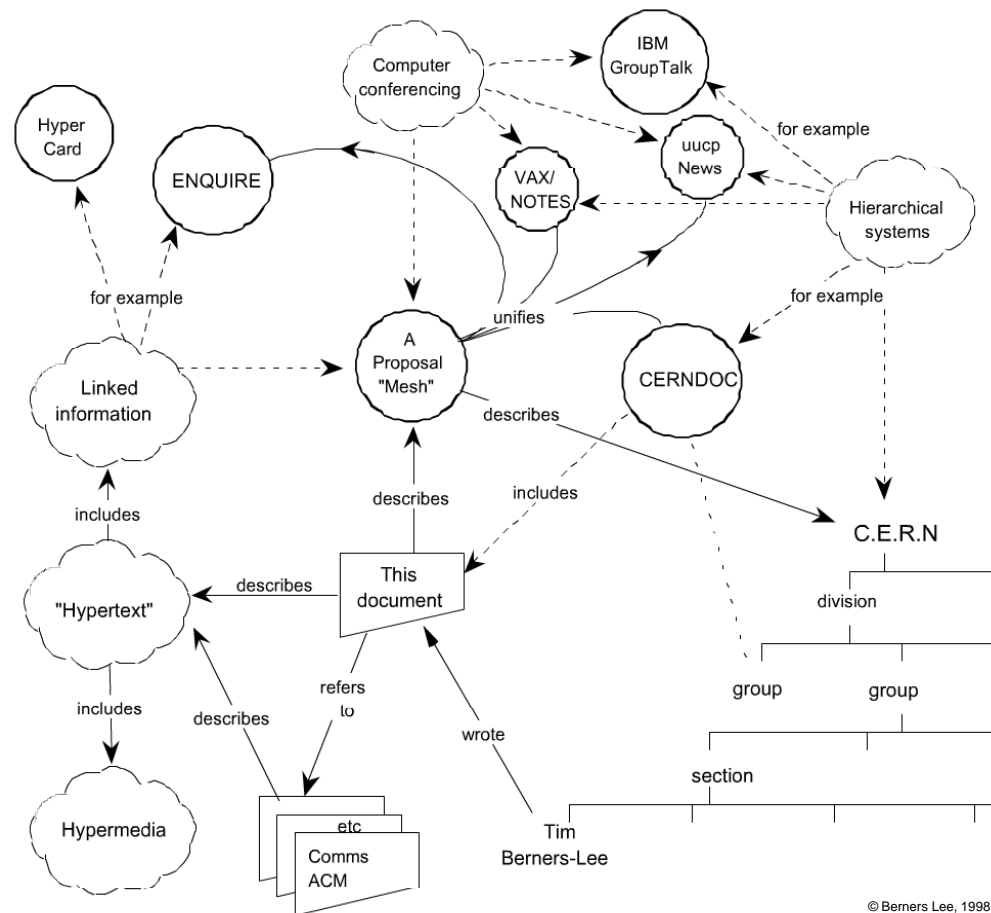 IBM
GroupTalk
Computer
conferencing
Hyper
Card
for example
uucp
News
ENQUIRE
VAX/
NOTES
Hierarchical
systems
for example
for example
unifies
A
Proposal
"Mesh"
CERNDOC
Linked
information
describes
describes
includes
includes
C.E.R.N
This
document
describes
"Hypertext"
division
refers
to
group
group
includes
describes
wrote
section
Hypermedia
etc
Tim
Berners-Lee
Comms
ACM
© Berners Lee, 1998